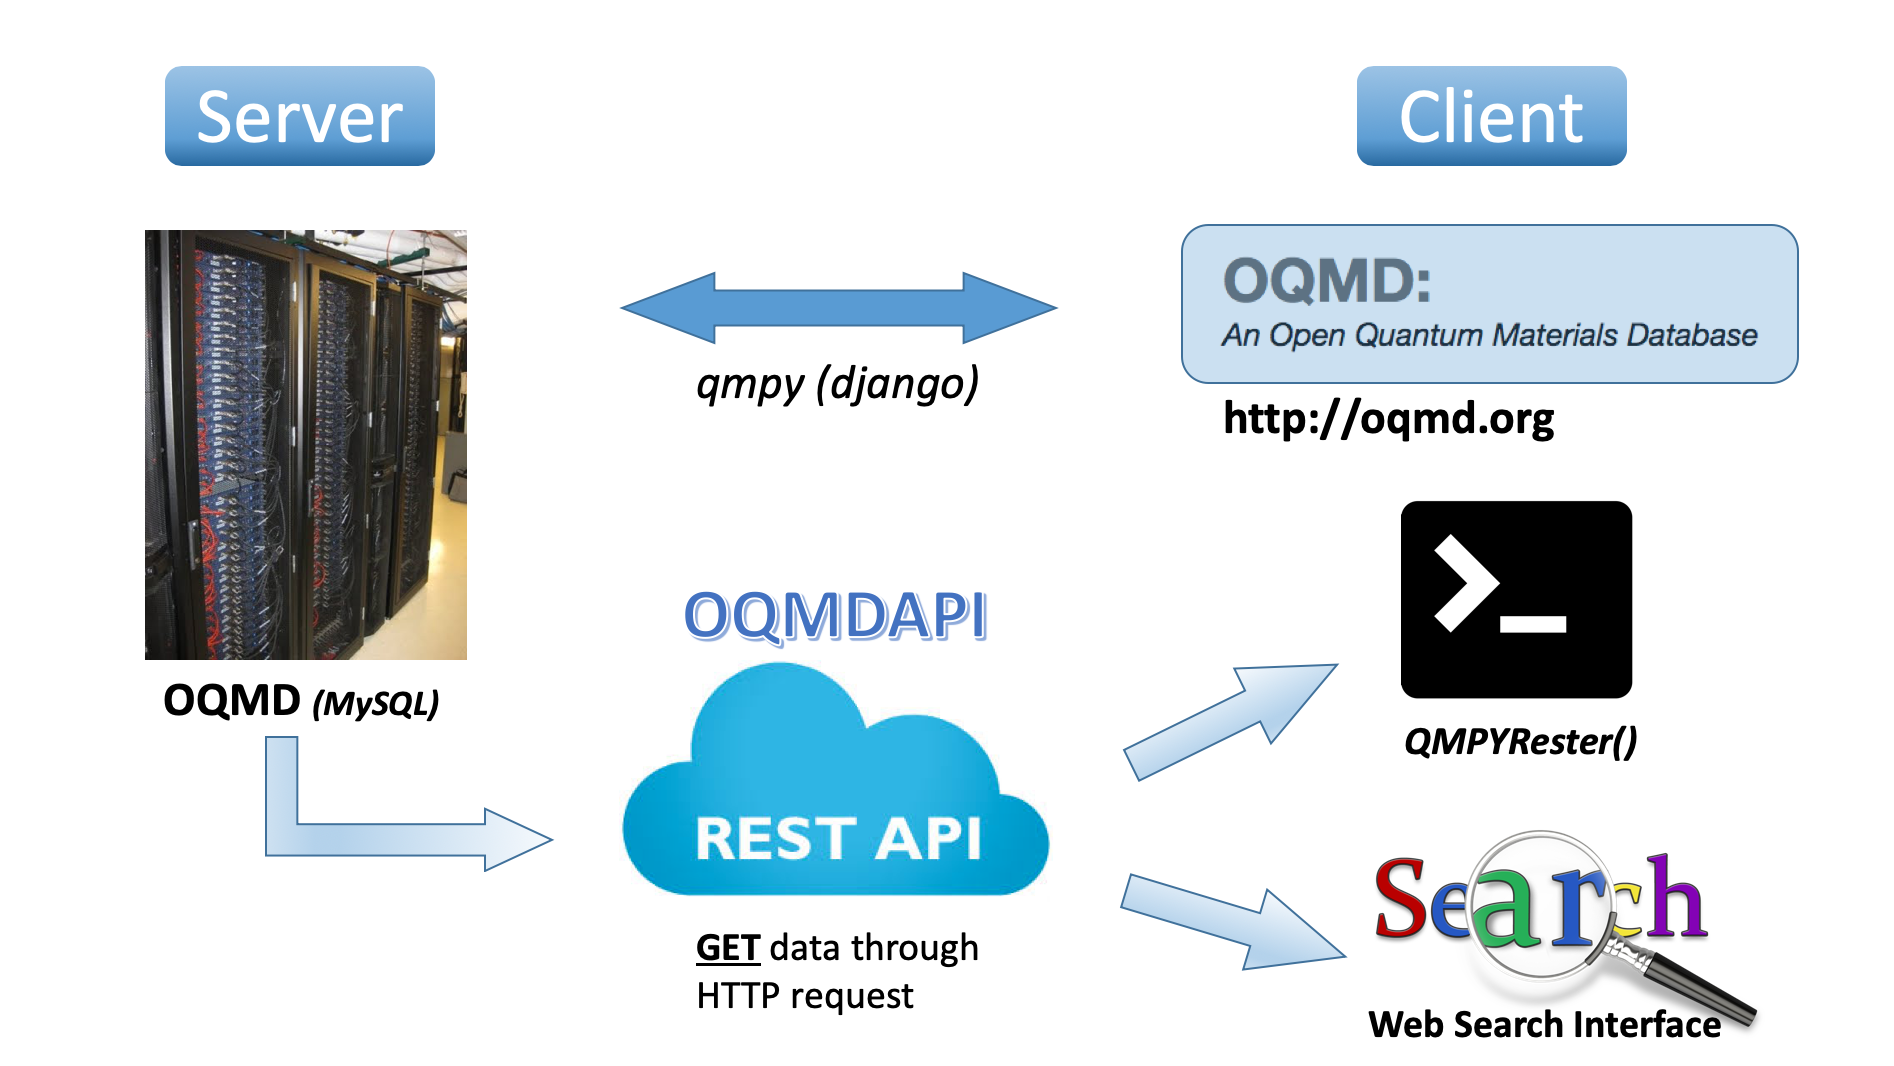 Server
Client
OQMD:
An Open Quantum Materials Database
qmpy (django)
http://oqmd.org
OQMDAPI
OQMD (MySQL)
QMPYRester()
REST API
Search
GET data through
HTTP request
Web Search Interface